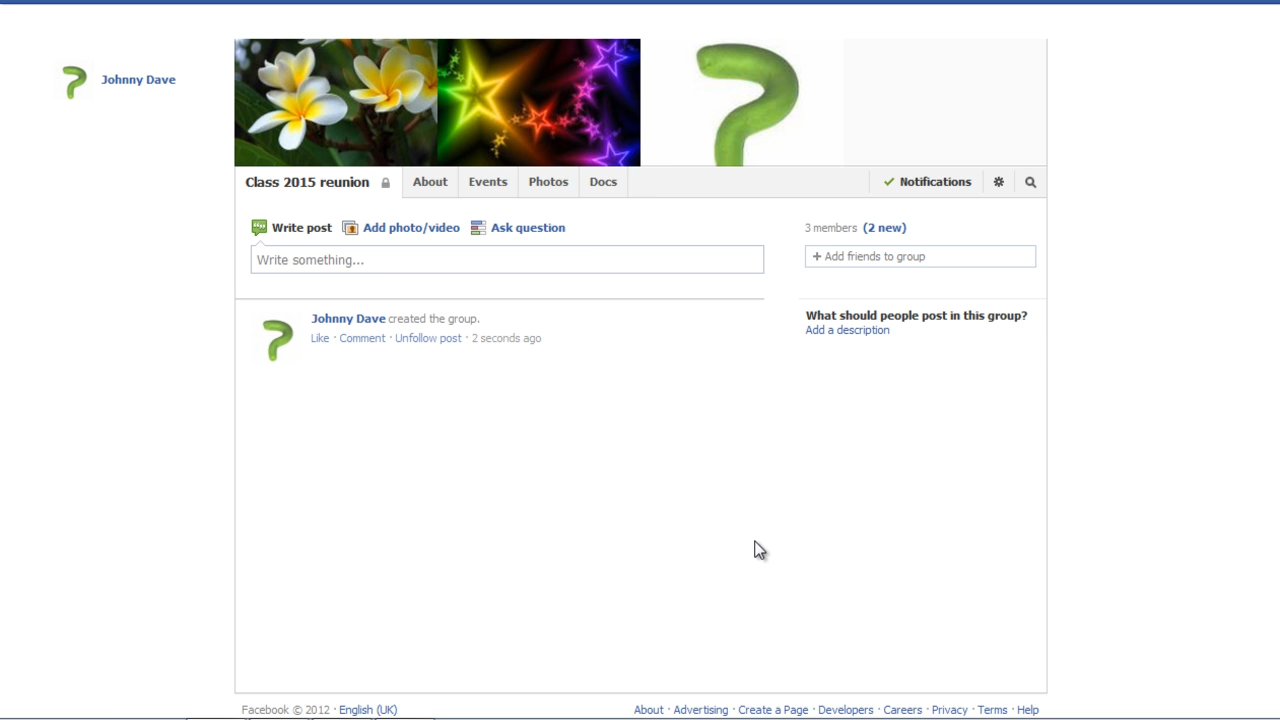 Johnny Dave
Class 2015 reunion About Events Photos Docs Notifications
Write post Add photo/video Ask question
Write something...
3 members (2 new)
+ Add friends to group
Johnny Dave created the group.
Like · Comment · Unfollow post · 2 seconds ago
What should people post in this group?
Add a description
Facebook © 2012 · English (UK)
About · Advertising · Create a Page · Developers · Careers · Privacy · Terms · Help